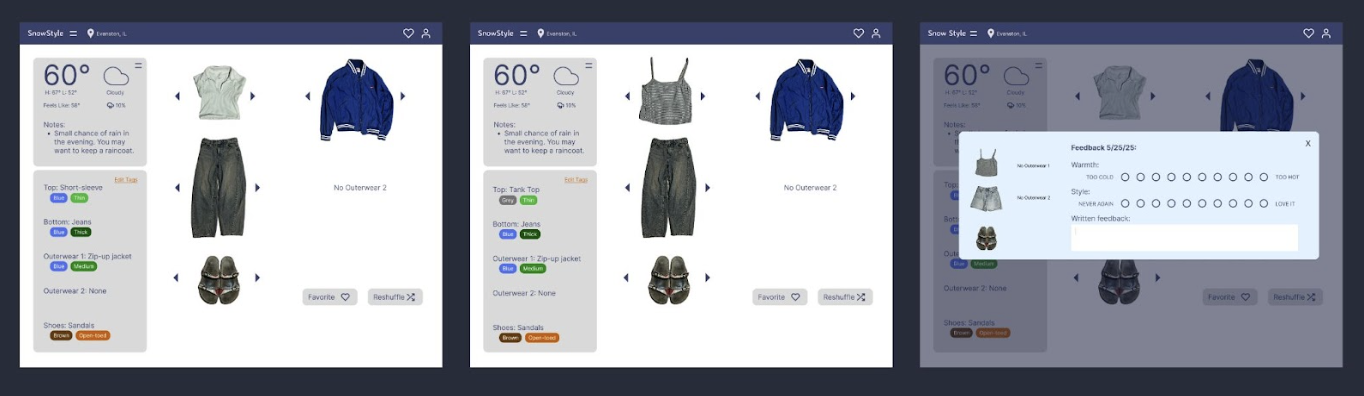 SnowStyle
Evanston, IL
60°
H: 67° L: 52°
Cloudy
Feels Like: 58°
10%
Notes:
• Small chance of rain in
the evening. You may
want to keep a raincoat.
Edit Tags
Top: Short-sleeve
Blue Thin
Bottom: Jeans
Blue Thick
Outerwear 1: Zip-up jacket
Blue Medium
Outerwear 2: None
Shoes: Sandals
Brown Open-toed
No Outerwear 2
Favorite
Reshuffle
SnowStyle
Evanston, IL
60°
H: 67° L: 52°
Cloudy
Feels Like: 58°
10%
Notes:
• Small chance of rain in
the evening. You may
want to keep a raincoat.
Edit Tags
Top: Tank Top
Gray Thin
Bottom: Jeans
Blue Thick
Outerwear 1: Zip-up jacket
Blue Medium
Outerwear 2: None
Shoes: Sandals
Brown Open-toed
No Outerwear 2
Favorite
Reshuffle
Snow Style
Evanston, IL
60°
H: 67° L: 52°
Cloudy
Feels Like: 58°
10%
Notes:
• Small chance of rain in
Feedback 5/25/25:
X
No Outerwear 1
No Outerwear 2
Warmth:
TOO COLD
TOO HOT
Style:
NEVER AGAIN
LOVE IT
Written feedback:
Outerwear 2: None
Shoes: Sandals
Brown Open-toed
Favorite
Reshuffle